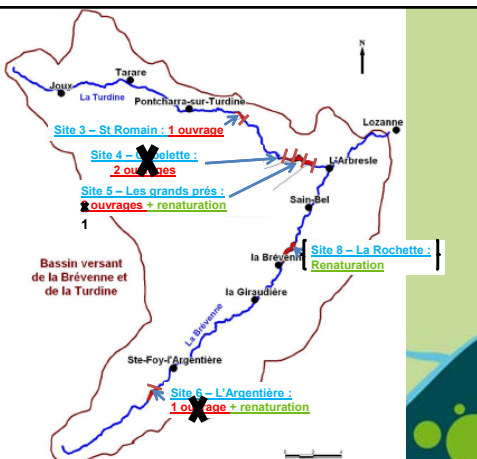 N
Tarare
Joux
La Turdine
Pontcharra-sur-Turdine
Lozanne
Site 3 – St Romain : 1 ouvrage
Site 4 –
2
L'Arbresle
Site 5 – Les grands prés :
ouvrages + renaturation
1
Sain-Bel
Site 8 – La Rochette :
Renaturation
la Brévenne
Bassin versant
de la Brévenne et
de la Turdine
la Giraudière
La Brévenne
Ste-Foy-l'Argentière
Site 6 – L'Argentière :
1 ouvrage + renaturation